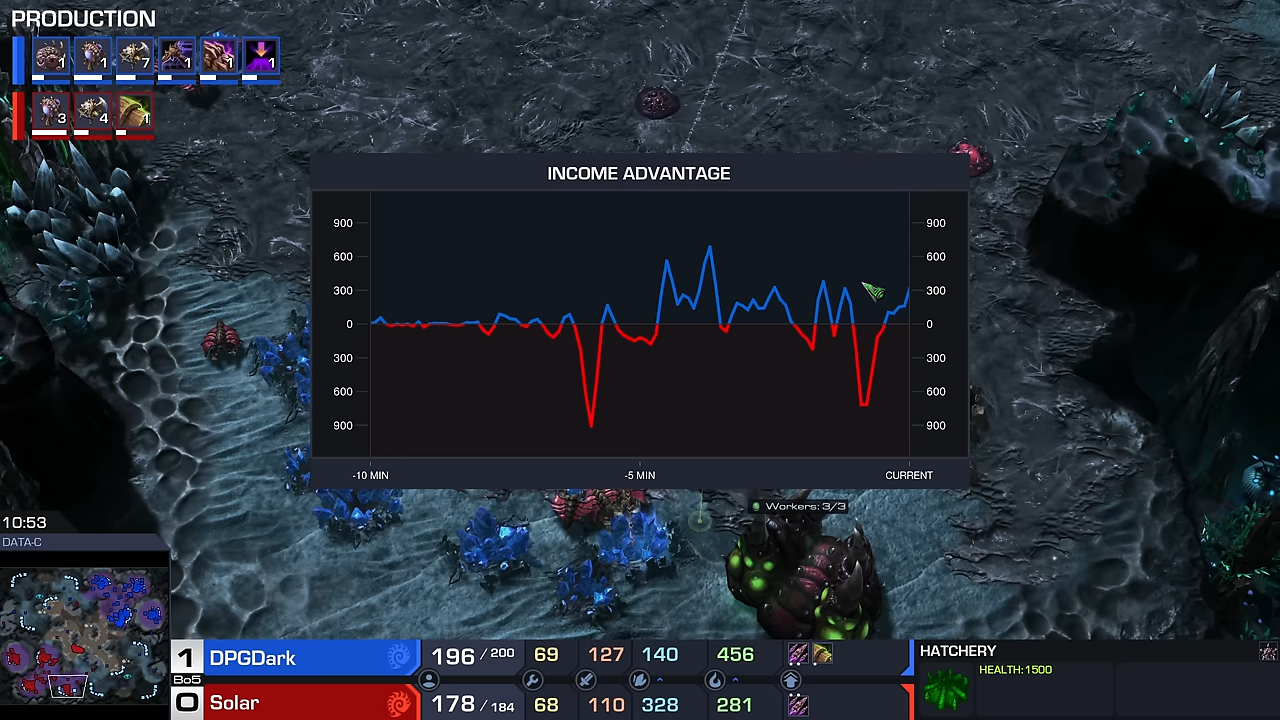 PRODUCTION
1 1 7 1 1 1
3 4 1
INCOME ADVANTAGE
900 900
600 600
300 300
0 0
300 300
600 600
900 900
-10 MIN -5 MIN CURRENT
Workers: 3/3
10:53
DATA-C
1 DPGDark 196 / 200 69 127 140 456
Bo5
0 Solar 178 / 184 68 110 328 281
HATCHERY
HEALTH: 1500